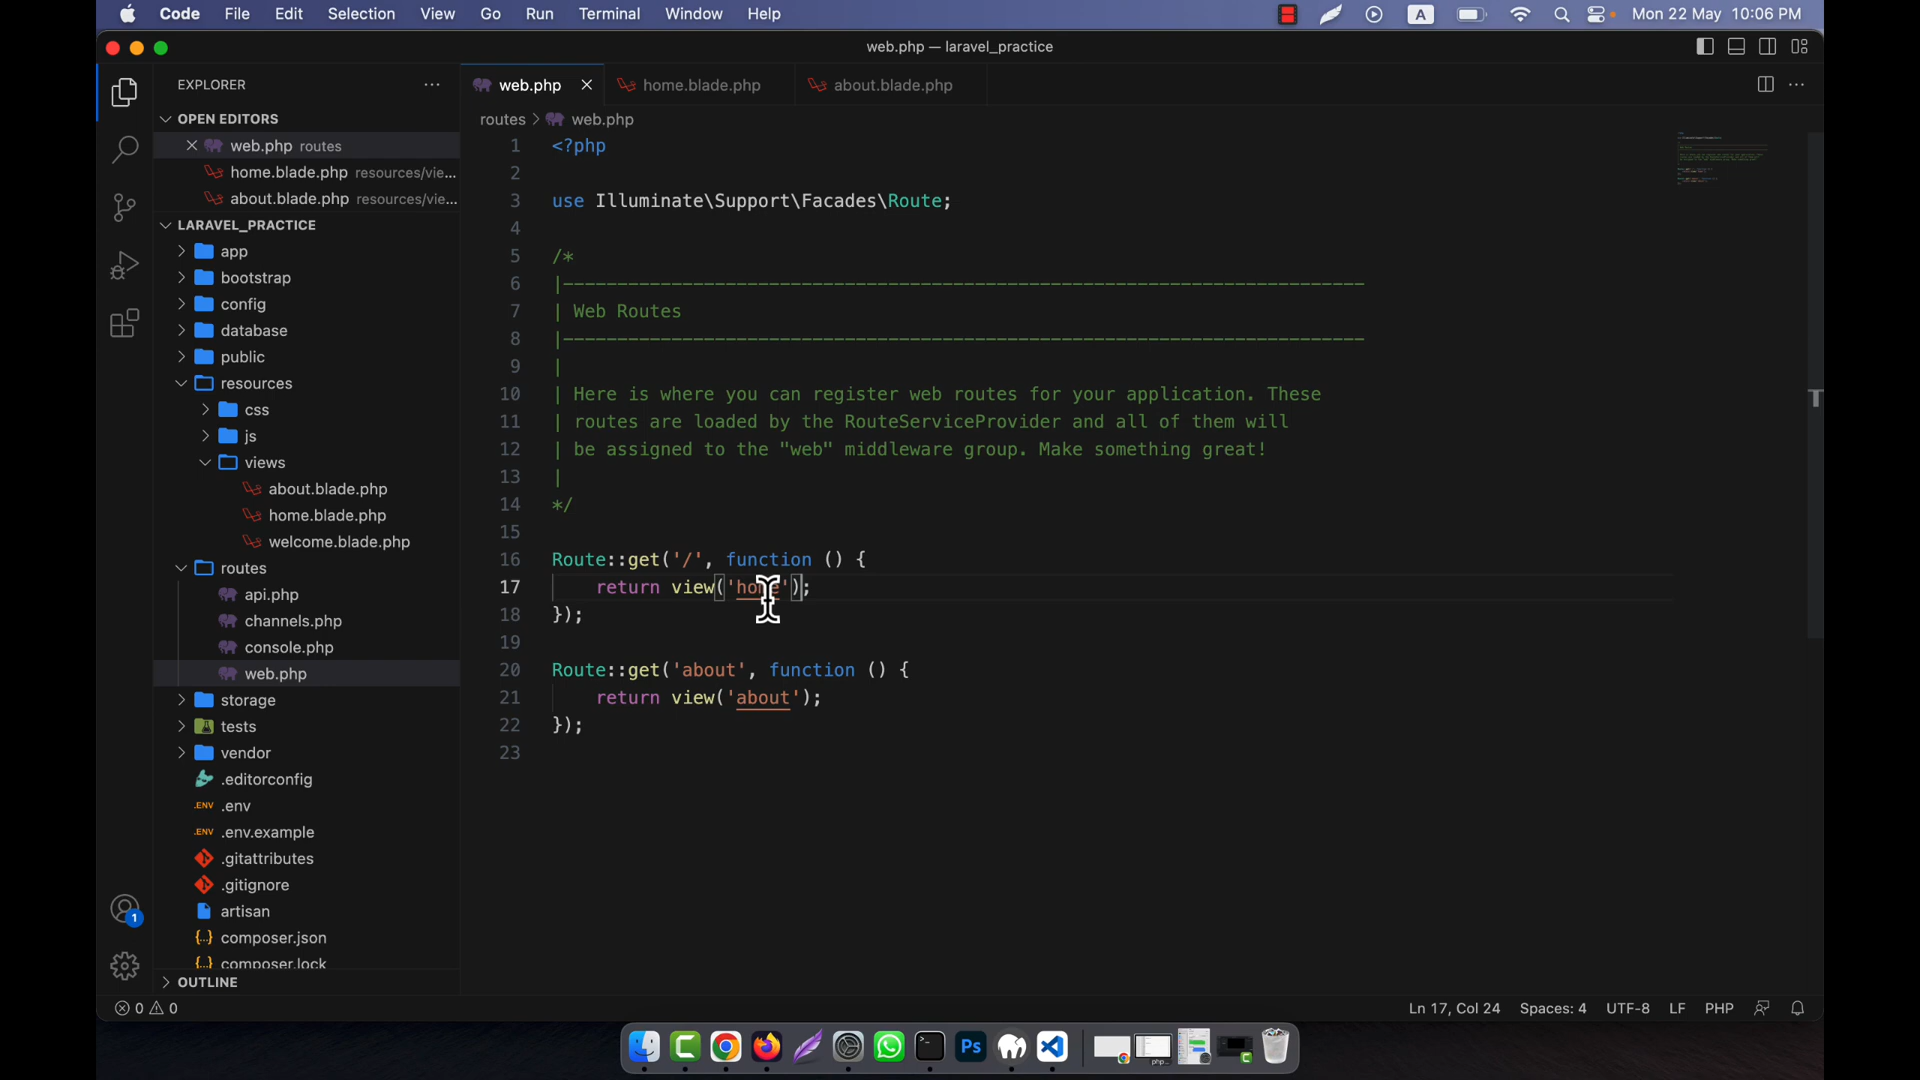 Code File Edit Selection View Go Run Terminal Window Help A Mon 22 May 10:06 PM
web.php — laravel_practice
EXPLORER
web.php home.blade.php about.blade.php
OPEN EDITORS
web.php routes
home.blade.php resources/vie...
about.blade.php resources/vie...
LARAVEL_PRACTICE
app
bootstrap
config
database
public
resources
css
js
views
about.blade.php
home.blade.php
welcome.blade.php
routes
api.php
channels.php
console.php
web.php
storage
tests
vendor
.editorconfig
.ENV .env
.ENV .env.example
.gitattributes
.gitignore
artisan
{..} composer.json
{..} composer.lock
OUTLINE
routes > web.php
1 <?php
2
3 use Illuminate\Support\Facades\Route;
4
5 /*
6 |--------------------------------------------------------------------------
7 | Web Routes
8 |--------------------------------------------------------------------------
9 |
10 | Here is where you can register web routes for your application. These
11 | routes are loaded by the RouteServiceProvider and all of them will
12 | be assigned to the "web" middleware group. Make something great!
13 |
14 */
15
16 Route::get('/', function () {
17 return view('home');
18 });
19
20 Route::get('about', function () {
21 return view('about');
22 });
23
1
0 0
Ln 17, Col 24 Spaces: 4 UTF-8 LF PHP
Ps